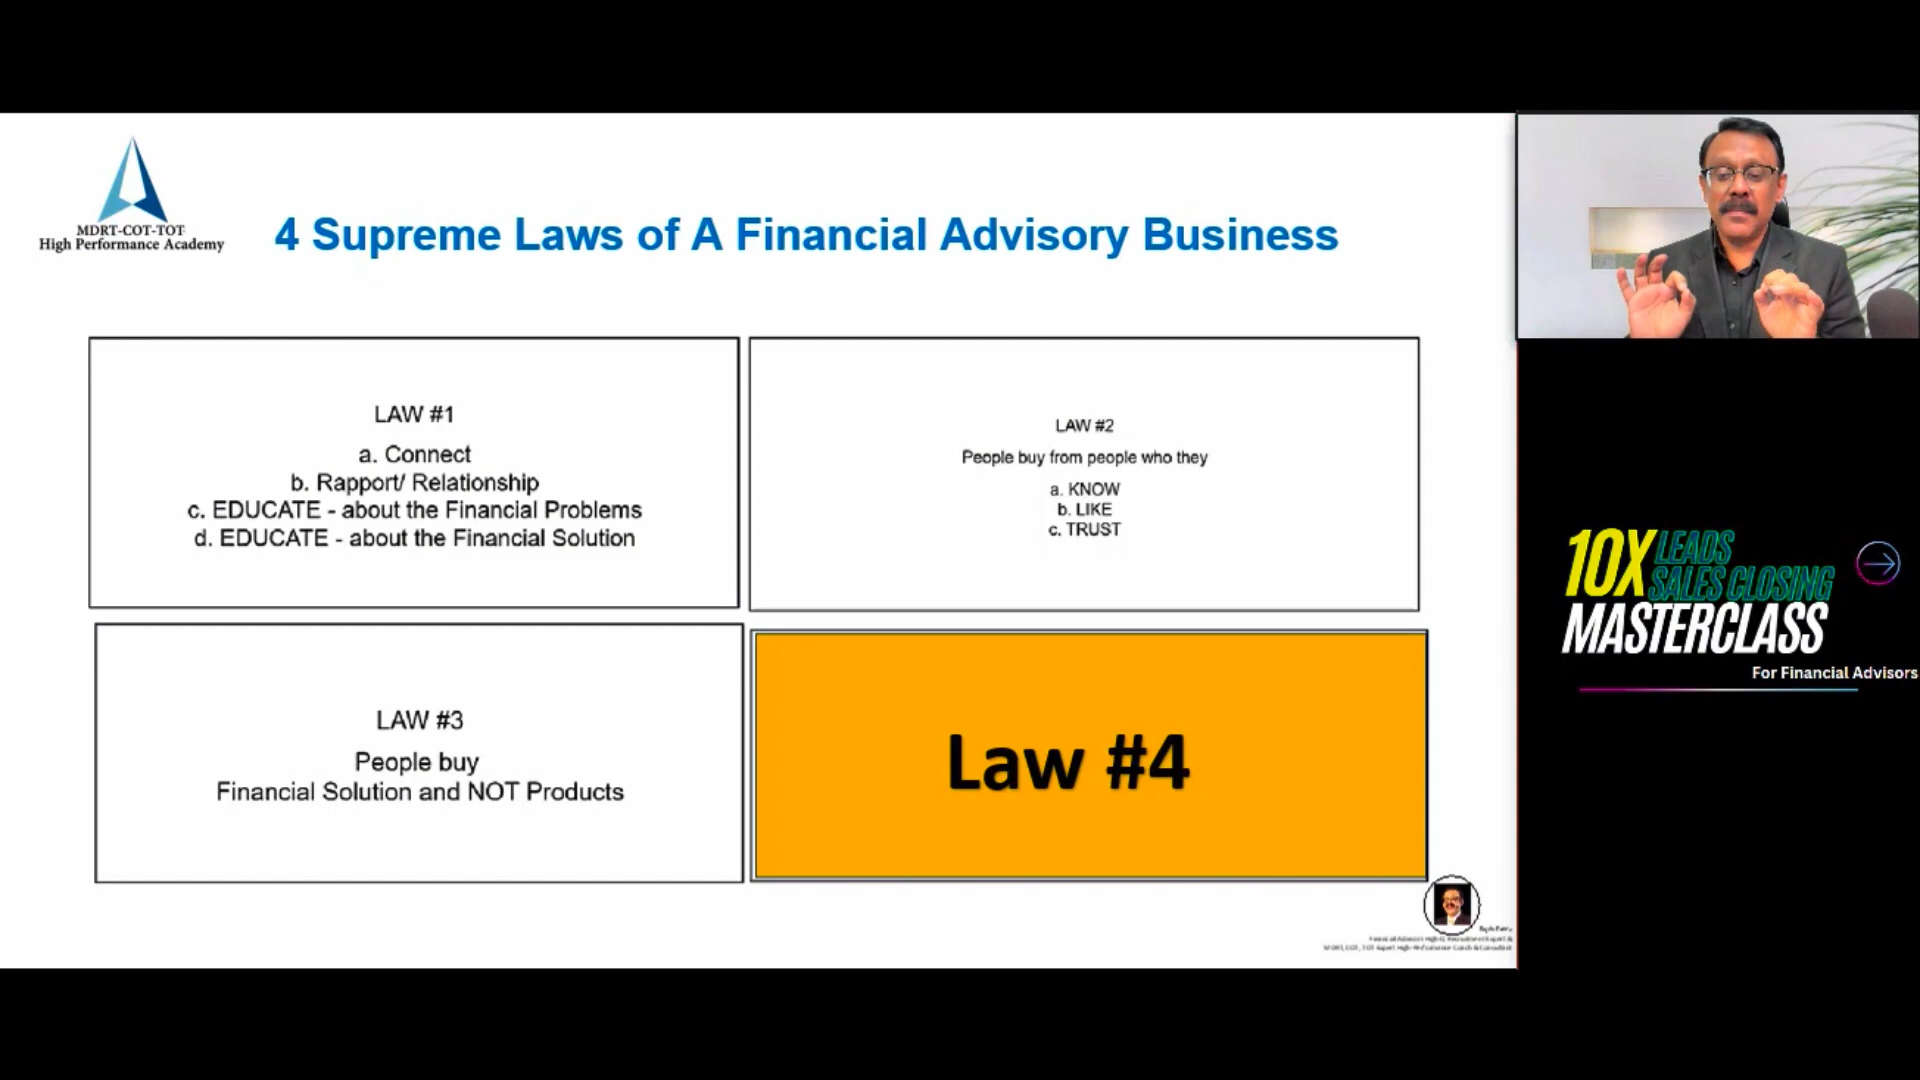 MDRT-COT-TOT
High Performance Academy
4 Supreme Laws of A Financial Advisory Business
LAW #1
a. Connect
b. Rapport/ Relationship
c. EDUCATE - about the Financial Problems
d. EDUCATE - about the Financial Solution
LAW #2
People buy from people who they
a. KNOW
b. LIKE
c. TRUST
LAW #3
People buy
Financial Solution and NOT Products
Law #4
10X LEADS
SALES CLOSING
MASTERCLASS
For Financial Advisors